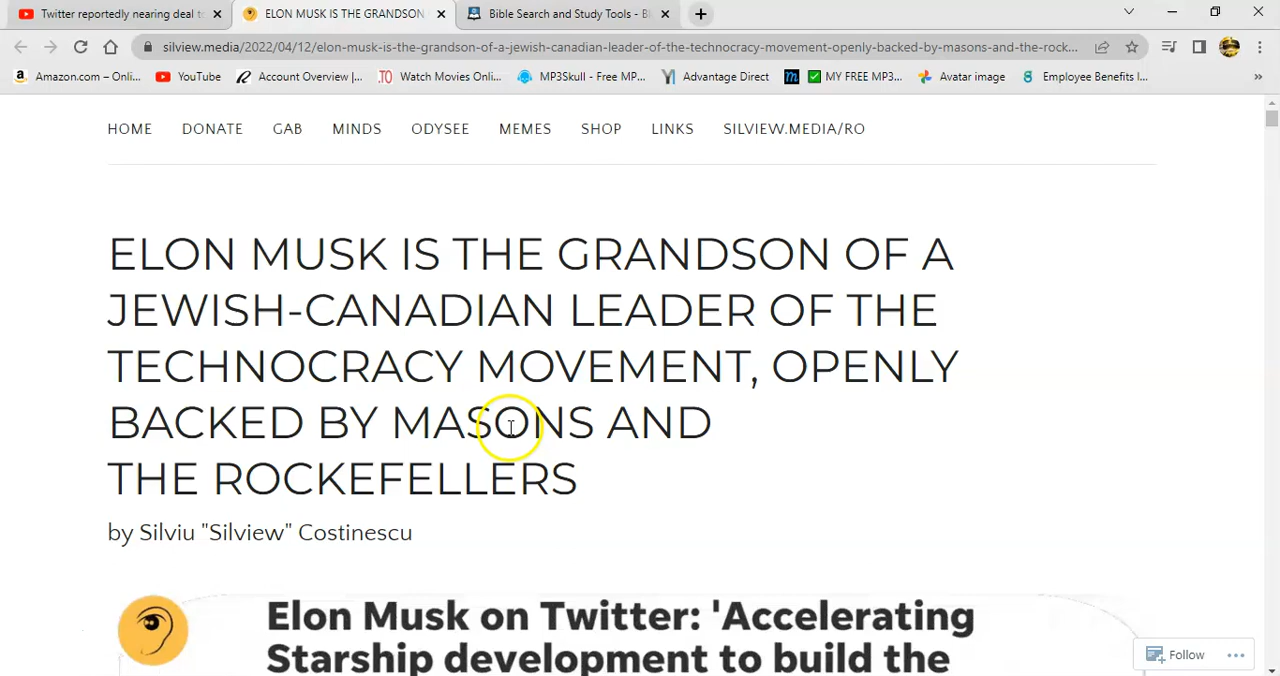 Twitter reportedly nearing deal to
ELON MUSK IS THE GRANDSON
Bible Search and Study Tools - Bl
silview.media/2022/04/12/elon-musk-is-the-grandson-of-a-jewish-canadian-leader-of-the-technocracy-movement-openly-backed-by-masons-and-the-rock...
Amazon.com – Onli...
YouTube
Account Overview |...
.TO Watch Movies Onli...
MP3Skull - Free MP...
Advantage Direct
m MY FREE MP3...
Avatar image
Employee Benefits I...
HOME DONATE GAB MINDS ODYSEE MEMES SHOP LINKS SILVIEW.MEDIA/RO
ELON MUSK IS THE GRANDSON OF A
JEWISH-CANADIAN LEADER OF THE
TECHNOCRACY MOVEMENT, OPENLY
BACKED BY MASONS AND
THE ROCKEFELLERS
by Silviu "Silview" Costinescu
Elon Musk on Twitter: 'Accelerating
Starship development to build the
Follow